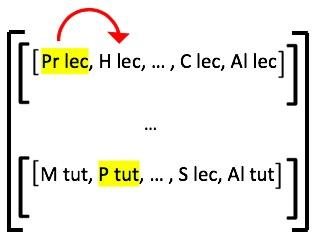 [Pr lec, H lec, … , C lec, Al lec]
…
[M tut, P tut, … , S lec, Al tut]